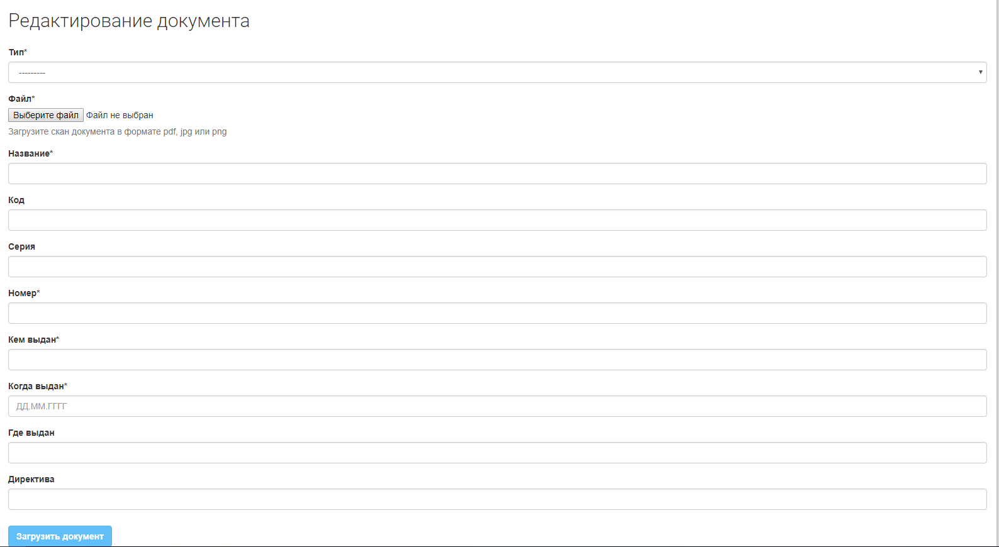 Редактирование документа
Тип*
---------
Файл*
Выберите файл Файл не выбран
Загрузите скан документа в формате pdf, jpg или png
Название*
Код
Серия
Номер*
Кем выдан*
Когда выдан*
ДД.ММ.ГГГГ
Где выдан
Директива
Загрузить документ